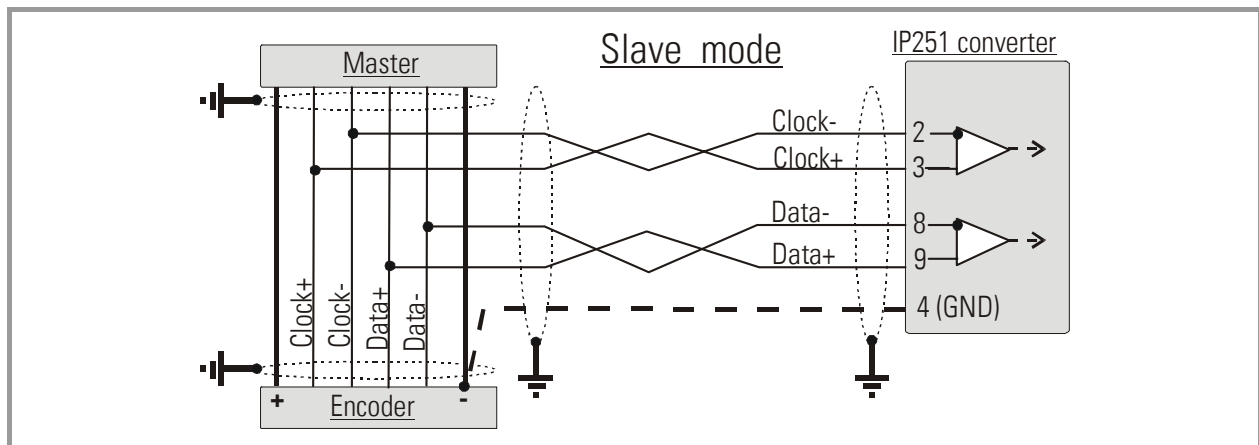 Slave mode
IP251 converter
Master
Clock-
2
Clock+
3
Data-
8
Data+
9
4 (GND)
Clock+
Clock-
Data+
Data-
+
Encoder
-